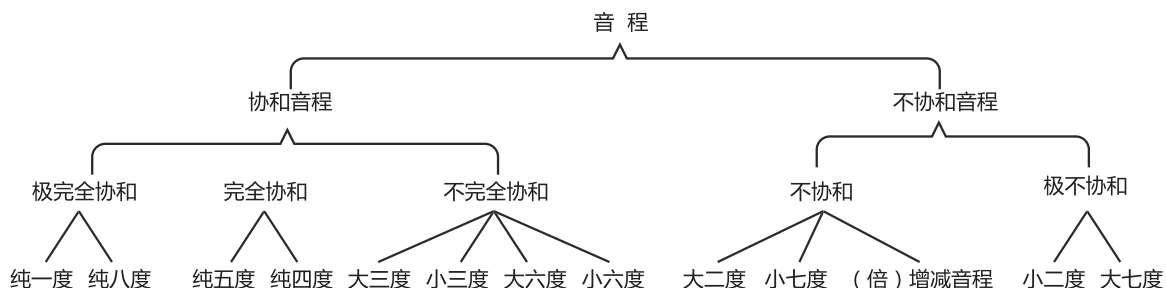 音 程
协和音程 不协和音程
极完全协和 完全协和 不完全协和 不协和 极不协和
纯一度 纯八度 纯五度 纯四度 大三度 小三度 大六度 小六度 大二度 小七度 （倍）增减音程 小二度 大七度